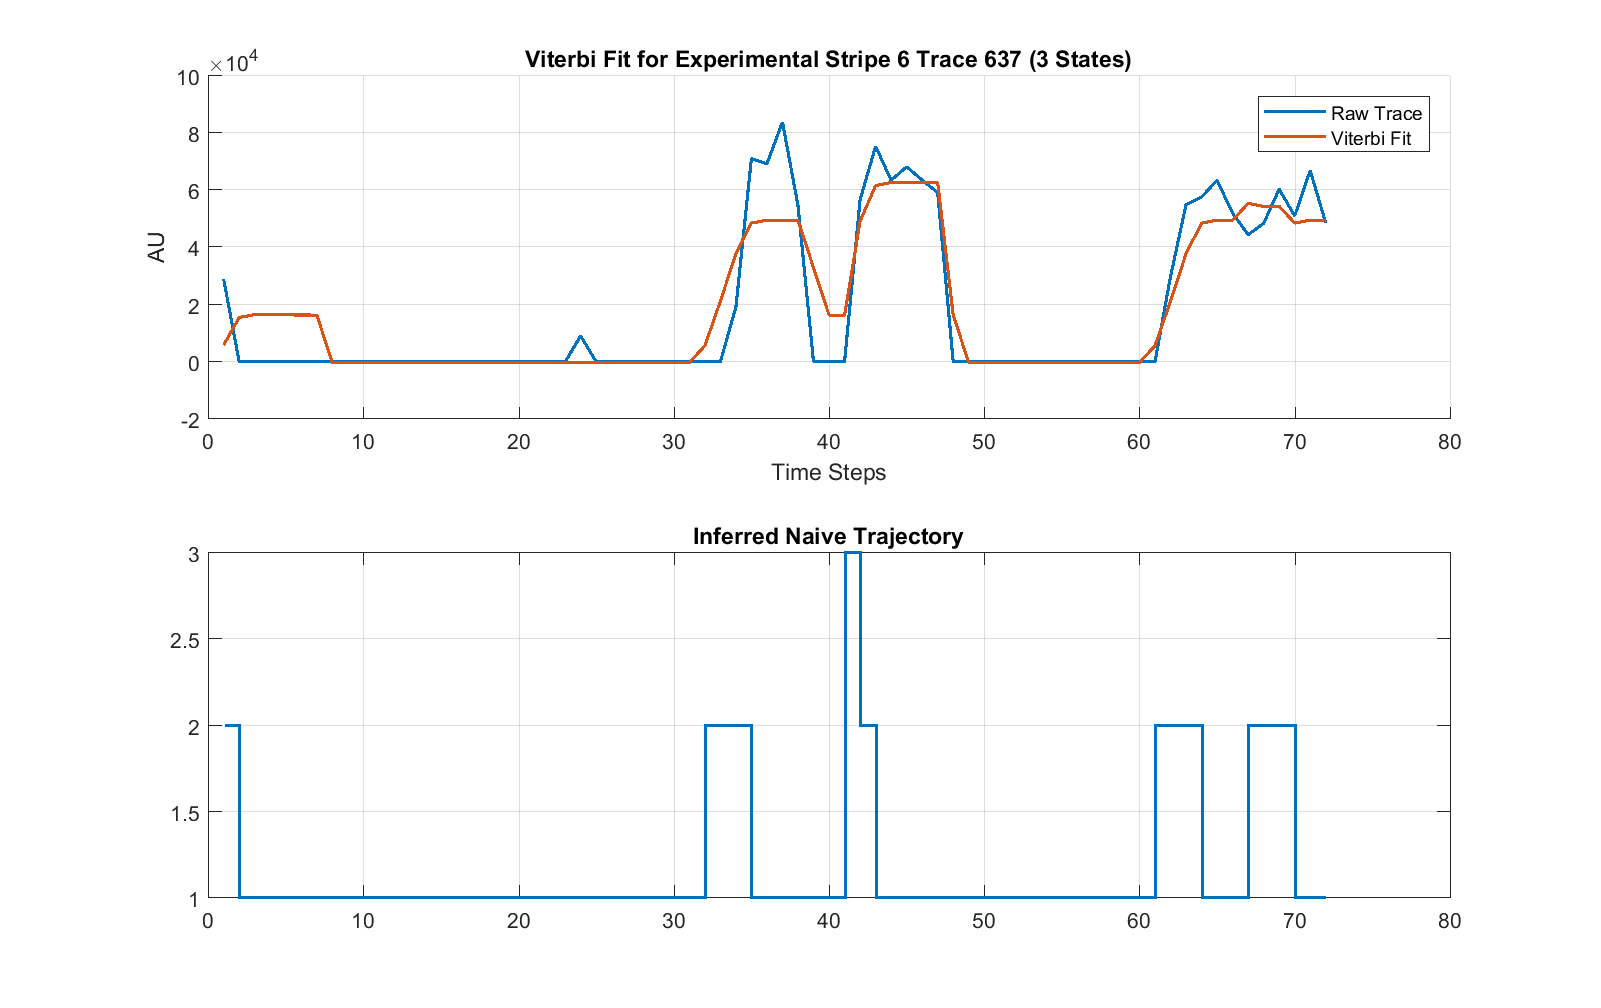 Viterbi Fit for Experimental Stripe 6 Trace 637 (3 States)
×10⁴
10
8
6
4
2
0
-2
AU
Raw Trace
Viterbi Fit
0 10 20 30 40 50 60 70 80
Time Steps
Inferred Naive Trajectory
3
2.5
2
1.5
1
0 10 20 30 40 50 60 70 80